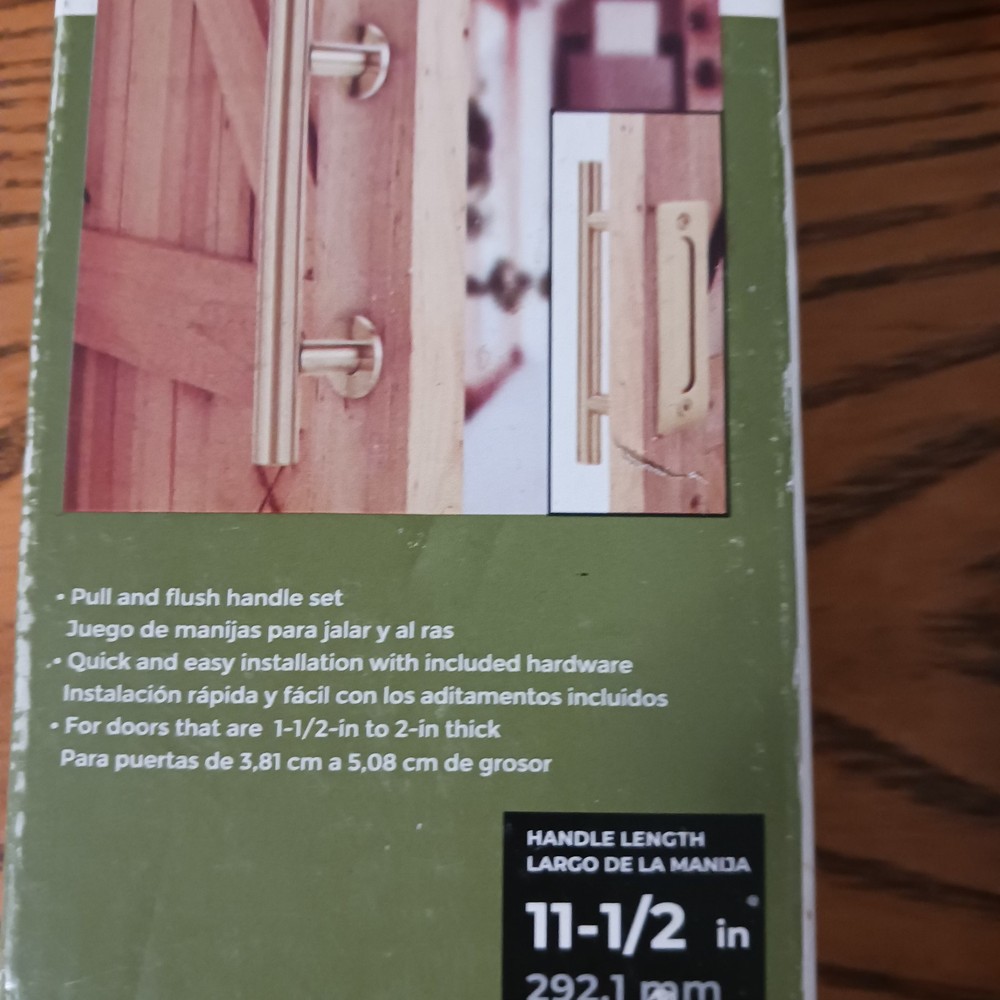 • Pull and flush handle set
Juego de manijas para jalar y al ras
• Quick and easy installation with included hardware
Instalación rápida y fácil con los aditamentos incluidos
• For doors that are 1-1/2-in to 2-in thick
Para puertas de 3,81 cm a 5,08 cm de grosor
HANDLE LENGTH
LARGO DE LA MANIJA
11-1/2 in
292.1 mm